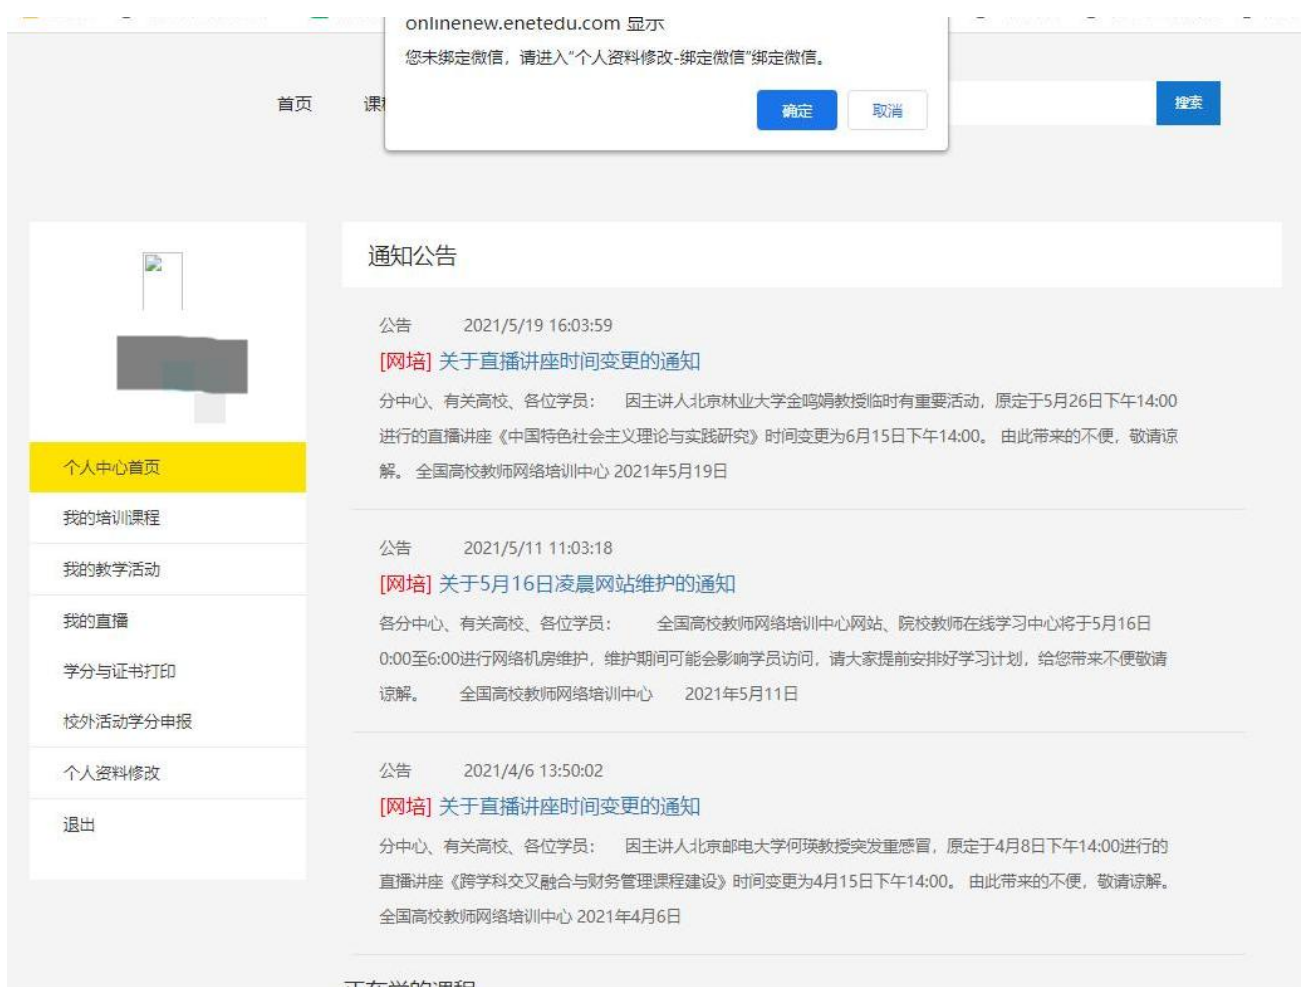 onlinenew.enetedu.com 显示
您未绑定微信，请进入"个人资料修改-绑定微信"绑定微信。
确定
取消
首页
搜索
通知公告
公告 2021/5/19 16:03:59
[网培] 关于直播讲座时间变更的通知
分中心、有关高校、各位学员： 因主讲人北京林业大学金鸣娟教授临时有重要活动，原定于5月26日下午14:00
进行的直播讲座《中国特色社会主义理论与实践研究》时间变更为6月15日下午14:00。 由此带来的不便，敬请谅
解。 全国高校教师网络培训中心 2021年5月19日
个人中心首页
我的培训课程
我的教学活动
我的直播
学分与证书打印
校外活动学分申报
个人资料修改
退出
公告 2021/5/11 11:03:18
[网培] 关于5月16日凌晨网站维护的通知
各分中心、有关高校、各位学员： 全国高校教师网络培训中心网站、院校教师在线学习中心将于5月16日
0:00至6:00进行网络机房维护，维护期间可能会影响学员访问，请大家提前安排好学习计划，给您带来不便敬请
谅解。 全国高校教师网络培训中心 2021年5月11日
公告 2021/4/6 13:50:02
[网培] 关于直播讲座时间变更的通知
分中心、有关高校、各位学员： 因主讲人北京邮电大学何瑛教授突发重感冒，原定于4月8日下午14:00进行的
直播讲座《跨学科交叉融合与财务管理课程建设》时间变更为4月15日下午14:00。 由此带来的不便，敬请谅解。
全国高校教师网络培训中心 2021年4月6日